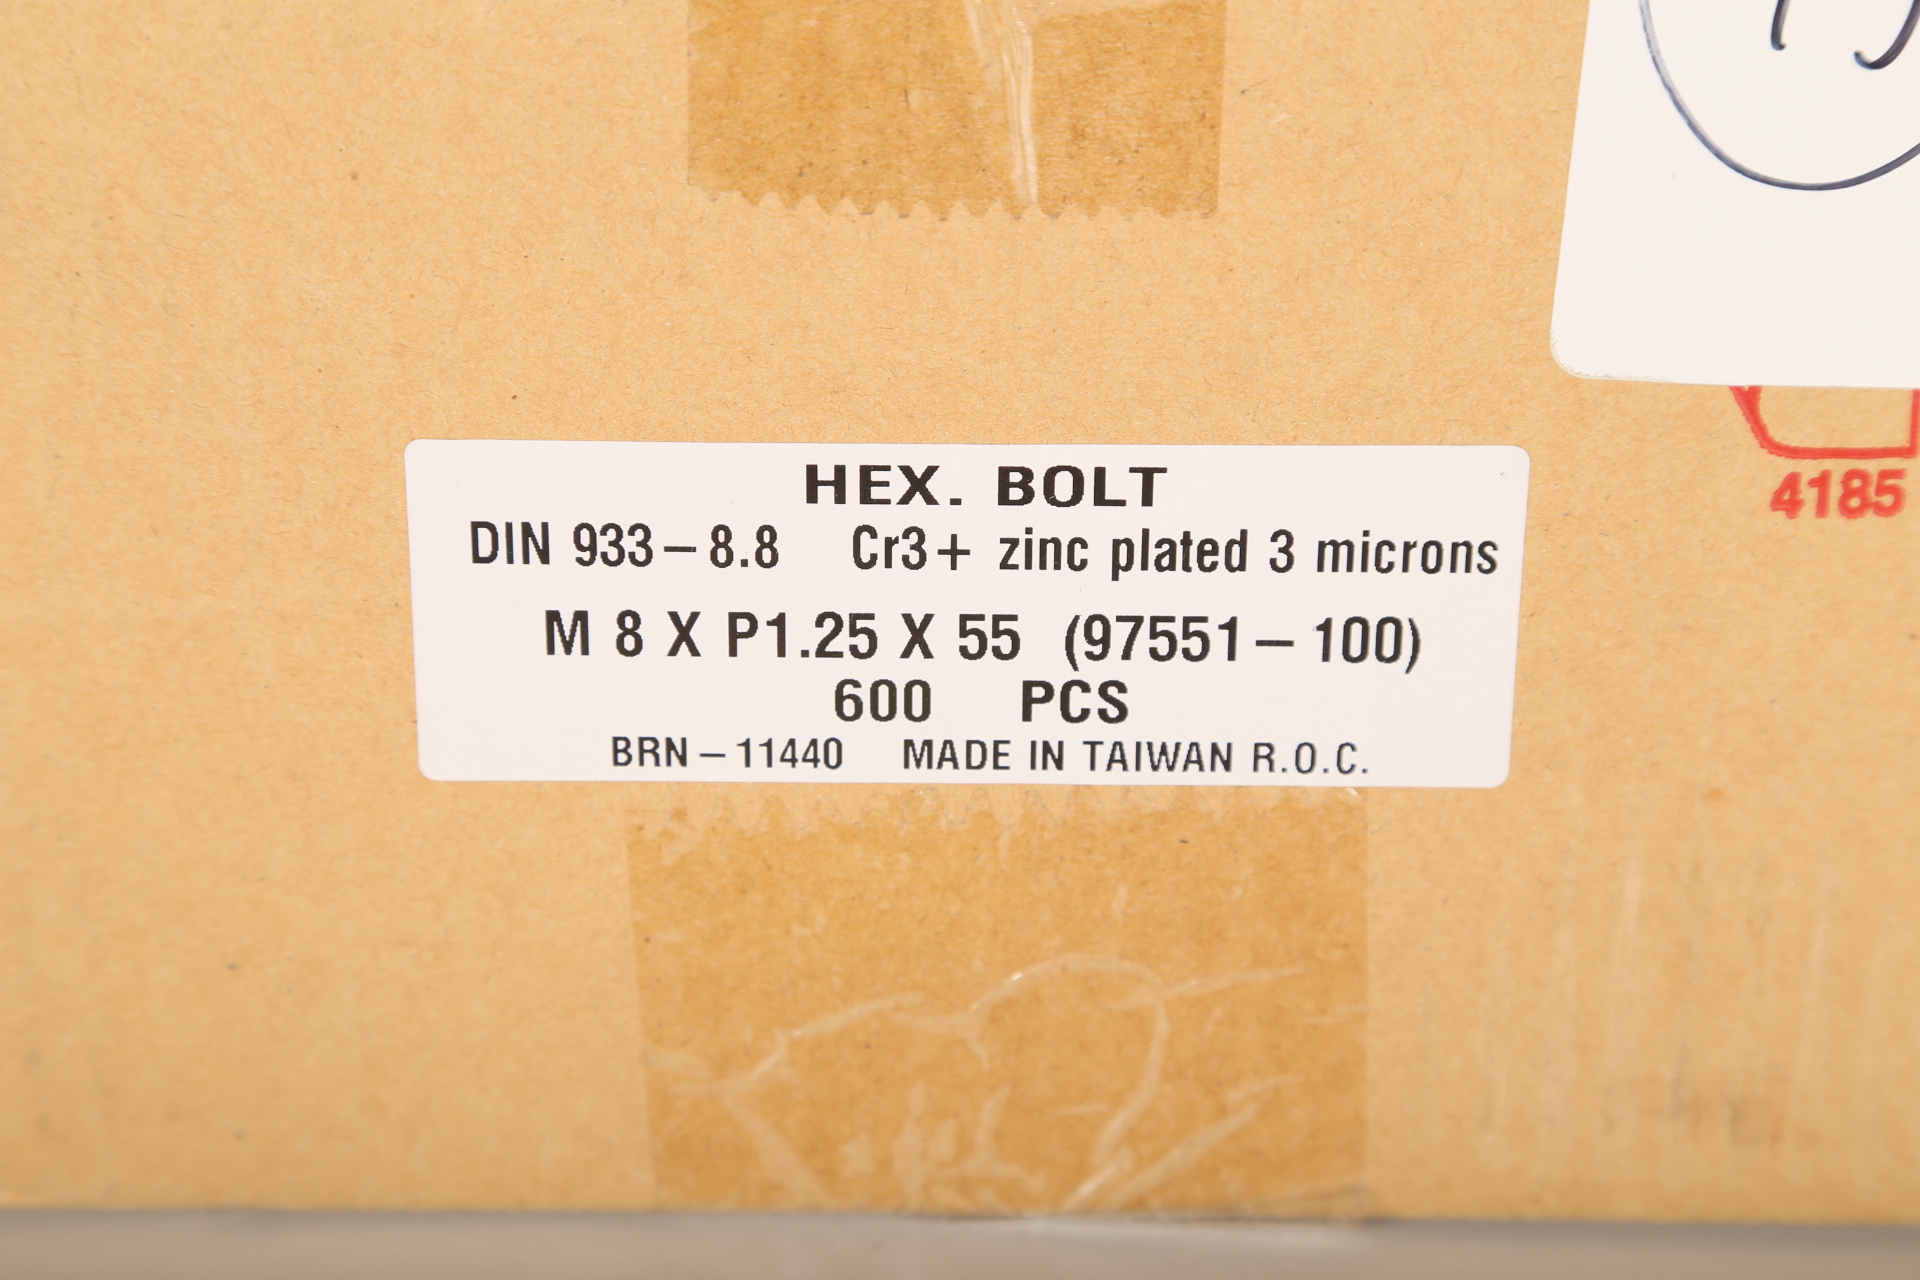 4185
HEX. BOLT
DIN 933-8.8 Cr3+ zinc plated 3 microns
M 8 X P1.25 X 55 (97551-100)
600 PCS
BRN-11440 MADE IN TAIWAN R.O.C.